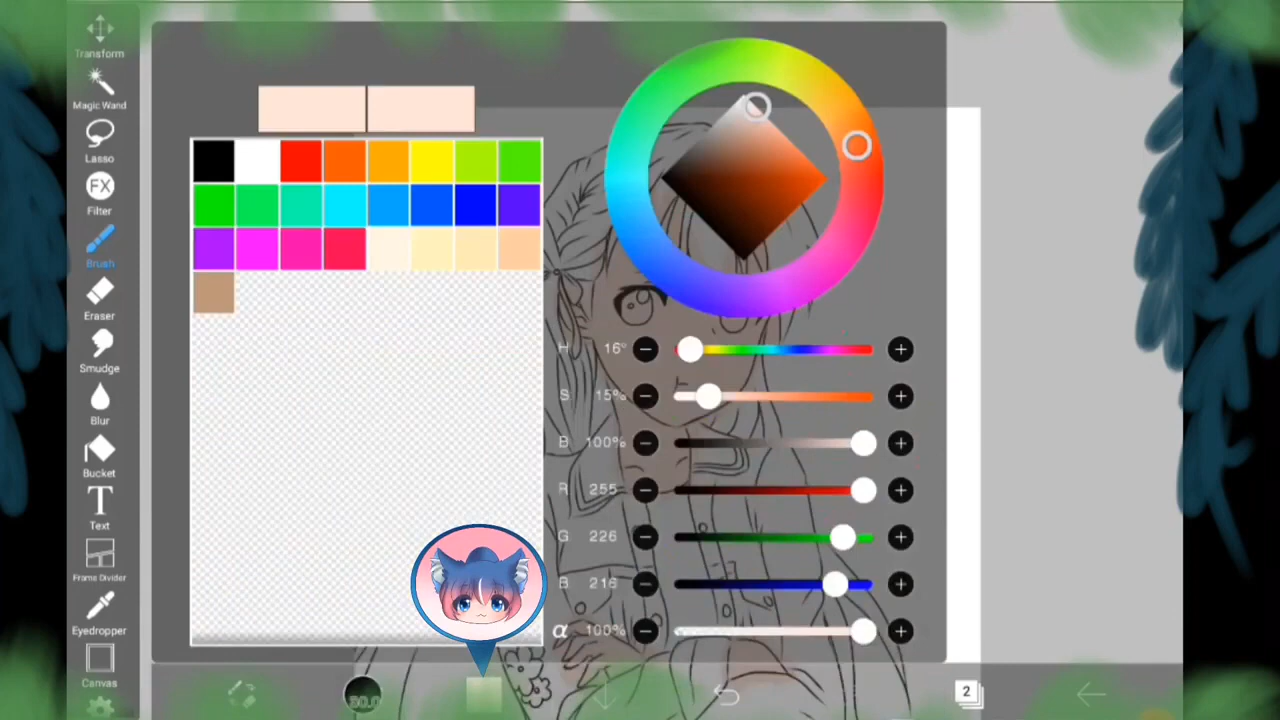 Transform
Magic Wand
Lasso
FX
Filter
Brush
Eraser
Smudge
Blur
Bucket
T
Text
Frame Divider
Eyedropper
Canvas
H 16°
S 15%
B 100%
R 255
G 226
B 216
α 100%
2